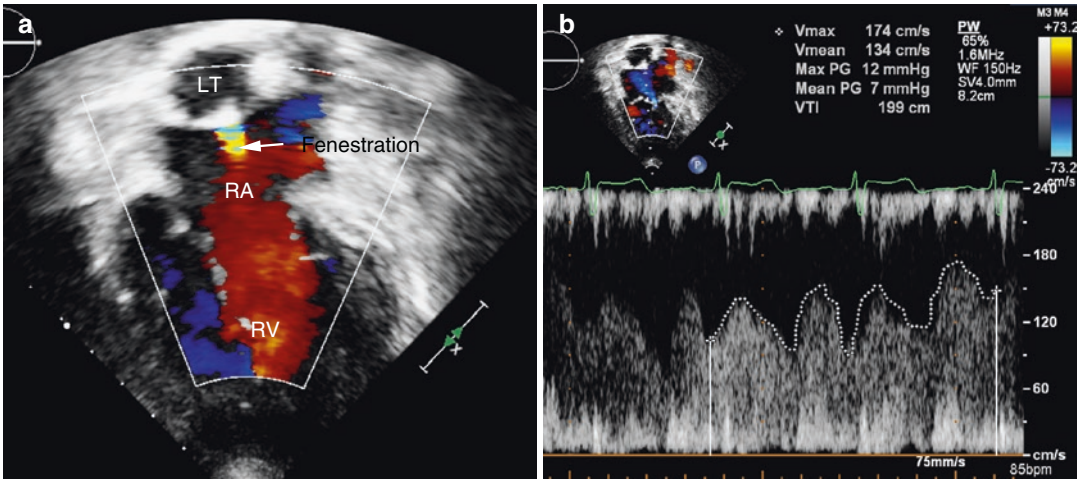 a
LT
Fenestration
RA
RV
x
b
Vmax 174 cm/s
Vmean 134 cm/s
Max PG 12 mmHg
Mean PG 7 mmHg
VTI 199 cm
PW
65%
1.6MHz
WF 150Hz
SV4.0mm
8.2cm
M3 M4
+73.2
-73.2
cm/s
x
P
240
180
120
60
cm/s
75mm/s
85bpm